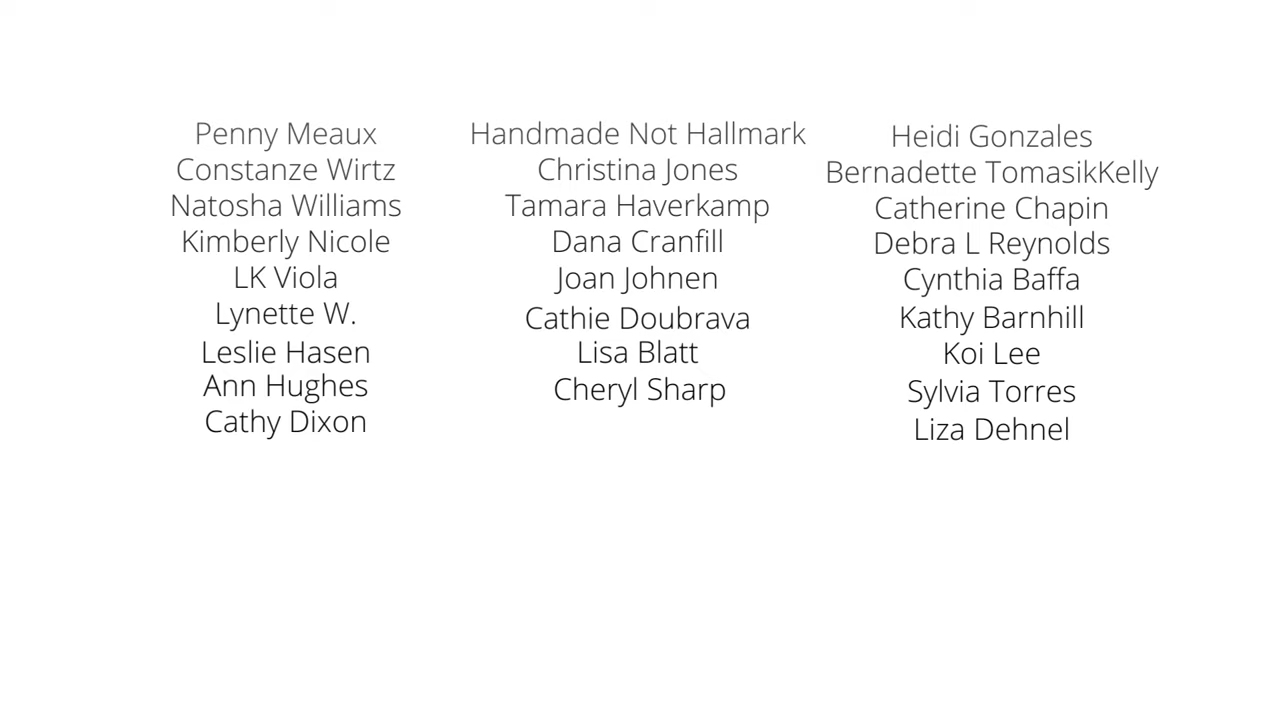 Penny Meaux
Constanze Wirtz
Natosha Williams
Kimberly Nicole
LK Viola
Lynette W.
Leslie Hasen
Ann Hughes
Cathy Dixon
Handmade Not Hallmark
Christina Jones
Tamara Haverkamp
Dana Cranfill
Joan Johnen
Cathie Doubrava
Lisa Blatt
Cheryl Sharp
Heidi Gonzales
Bernadette TomasikKelly
Catherine Chapin
Debra L Reynolds
Cynthia Baffa
Kathy Barnhill
Koi Lee
Sylvia Torres
Liza Dehnel